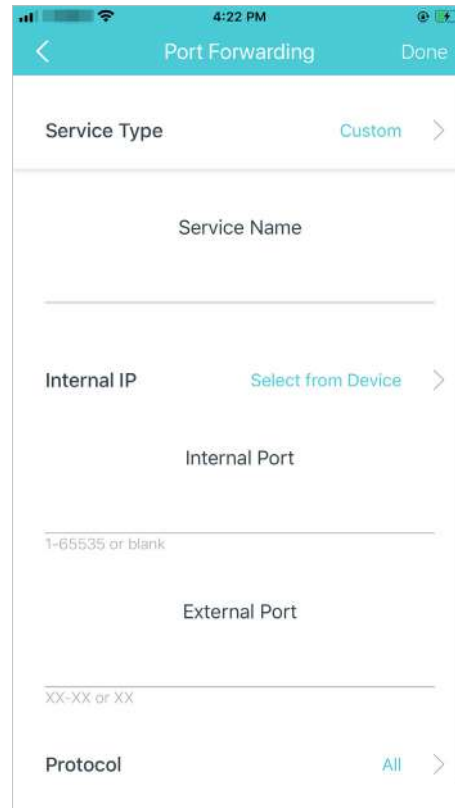 4:22 PM
Port Forwarding Done
Service Type Custom
Service Name
Internal IP Select from Device
Internal Port
1-65535 or blank
External Port
XX-XX or XX
Protocol All